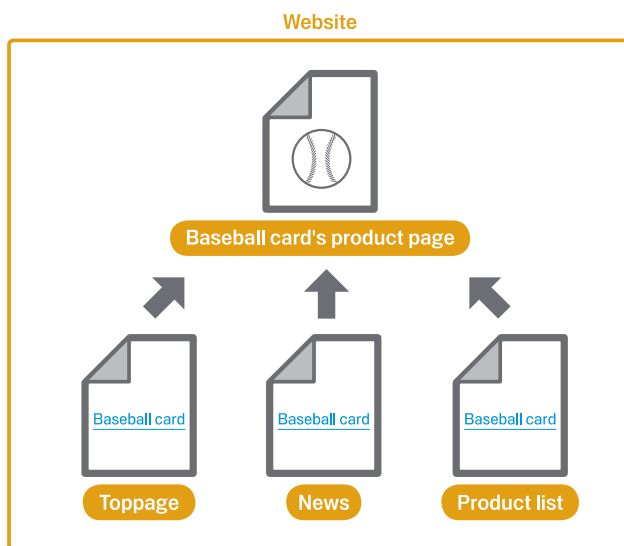 Website
Baseball card's product page
Baseball card
Baseball card
Baseball card
Toppage
News
Product list